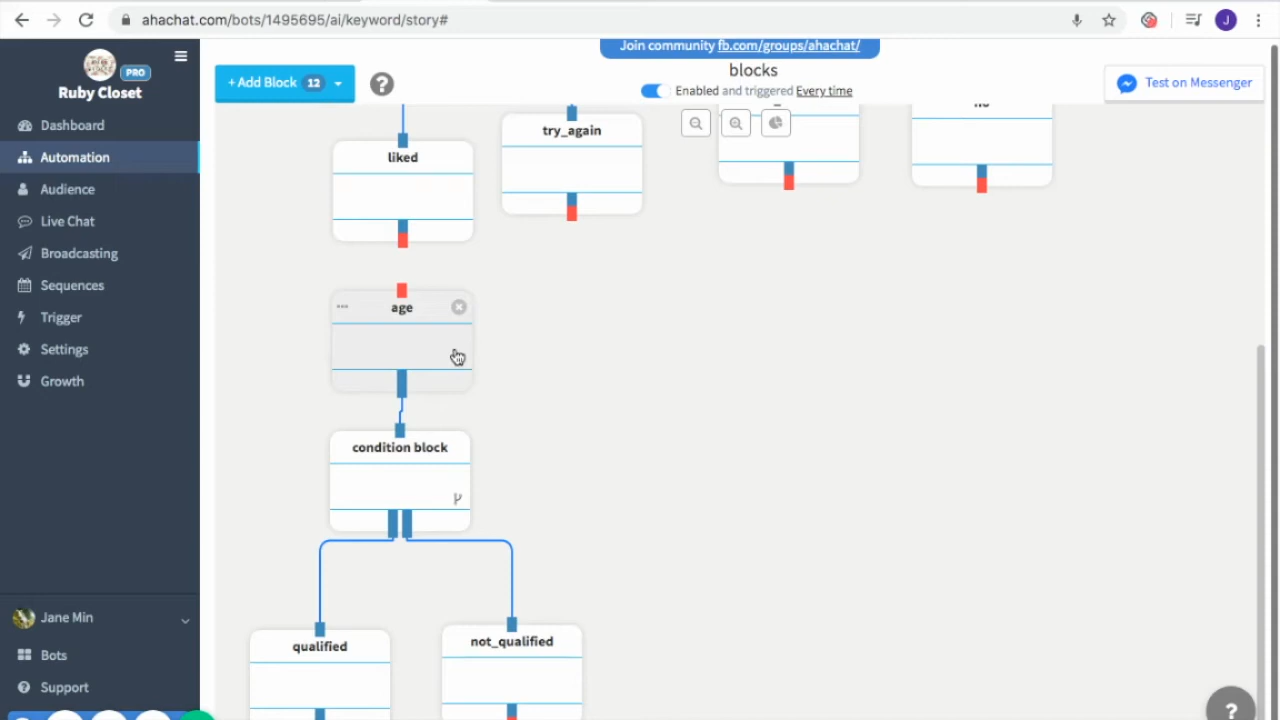 ahachat.com/bots/1495695/ai/keyword/story#
J
PRO
Ruby Closet
Dashboard
Automation
Audience
Live Chat
Broadcasting
Sequences
Trigger
Settings
Growth
Jane Min
Bots
Support
Join community fb.com/groups/ahachat/
+ Add Block 12
?
blocks
Enabled and triggered Every time
Test on Messenger
try_again
liked
age
condition block
qualified
not_qualified
?